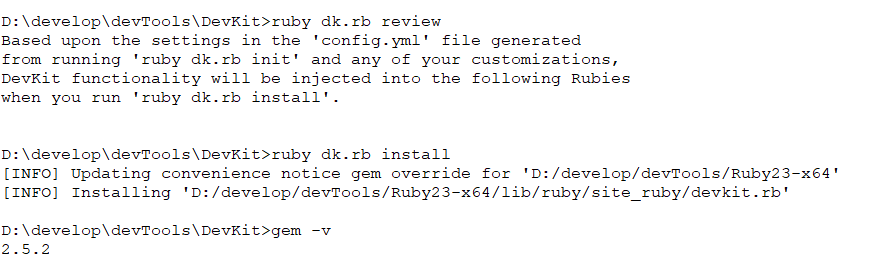 D:\develop\devTools\DevKit>ruby dk.rb review
Based upon the settings in the 'config.yml' file generated
from running 'ruby dk.rb init' and any of your customizations,
DevKit functionality will be injected into the following Rubies
when you run 'ruby dk.rb install'.
D:\develop\devTools\DevKit>ruby dk.rb install
[INFO] Updating convenience notice gem override for 'D:/develop/devTools/Ruby23-x64'
[INFO] Installing 'D:/develop/devTools/Ruby23-x64/lib/ruby/site_ruby/devkit.rb'
D:\develop\devTools\DevKit>gem -v
2.5.2